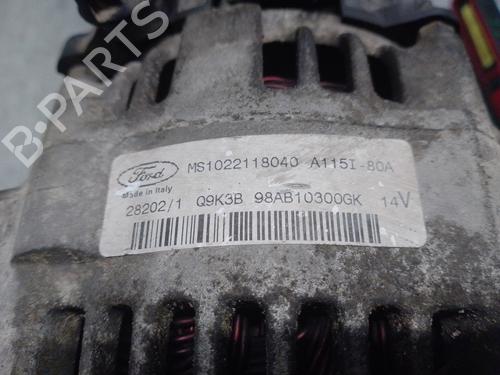 B-PARTS
Ford
Made in Italy
MS1022118040 A115I-80A
28202/1 Q9K3B 98AB10300GK 14V